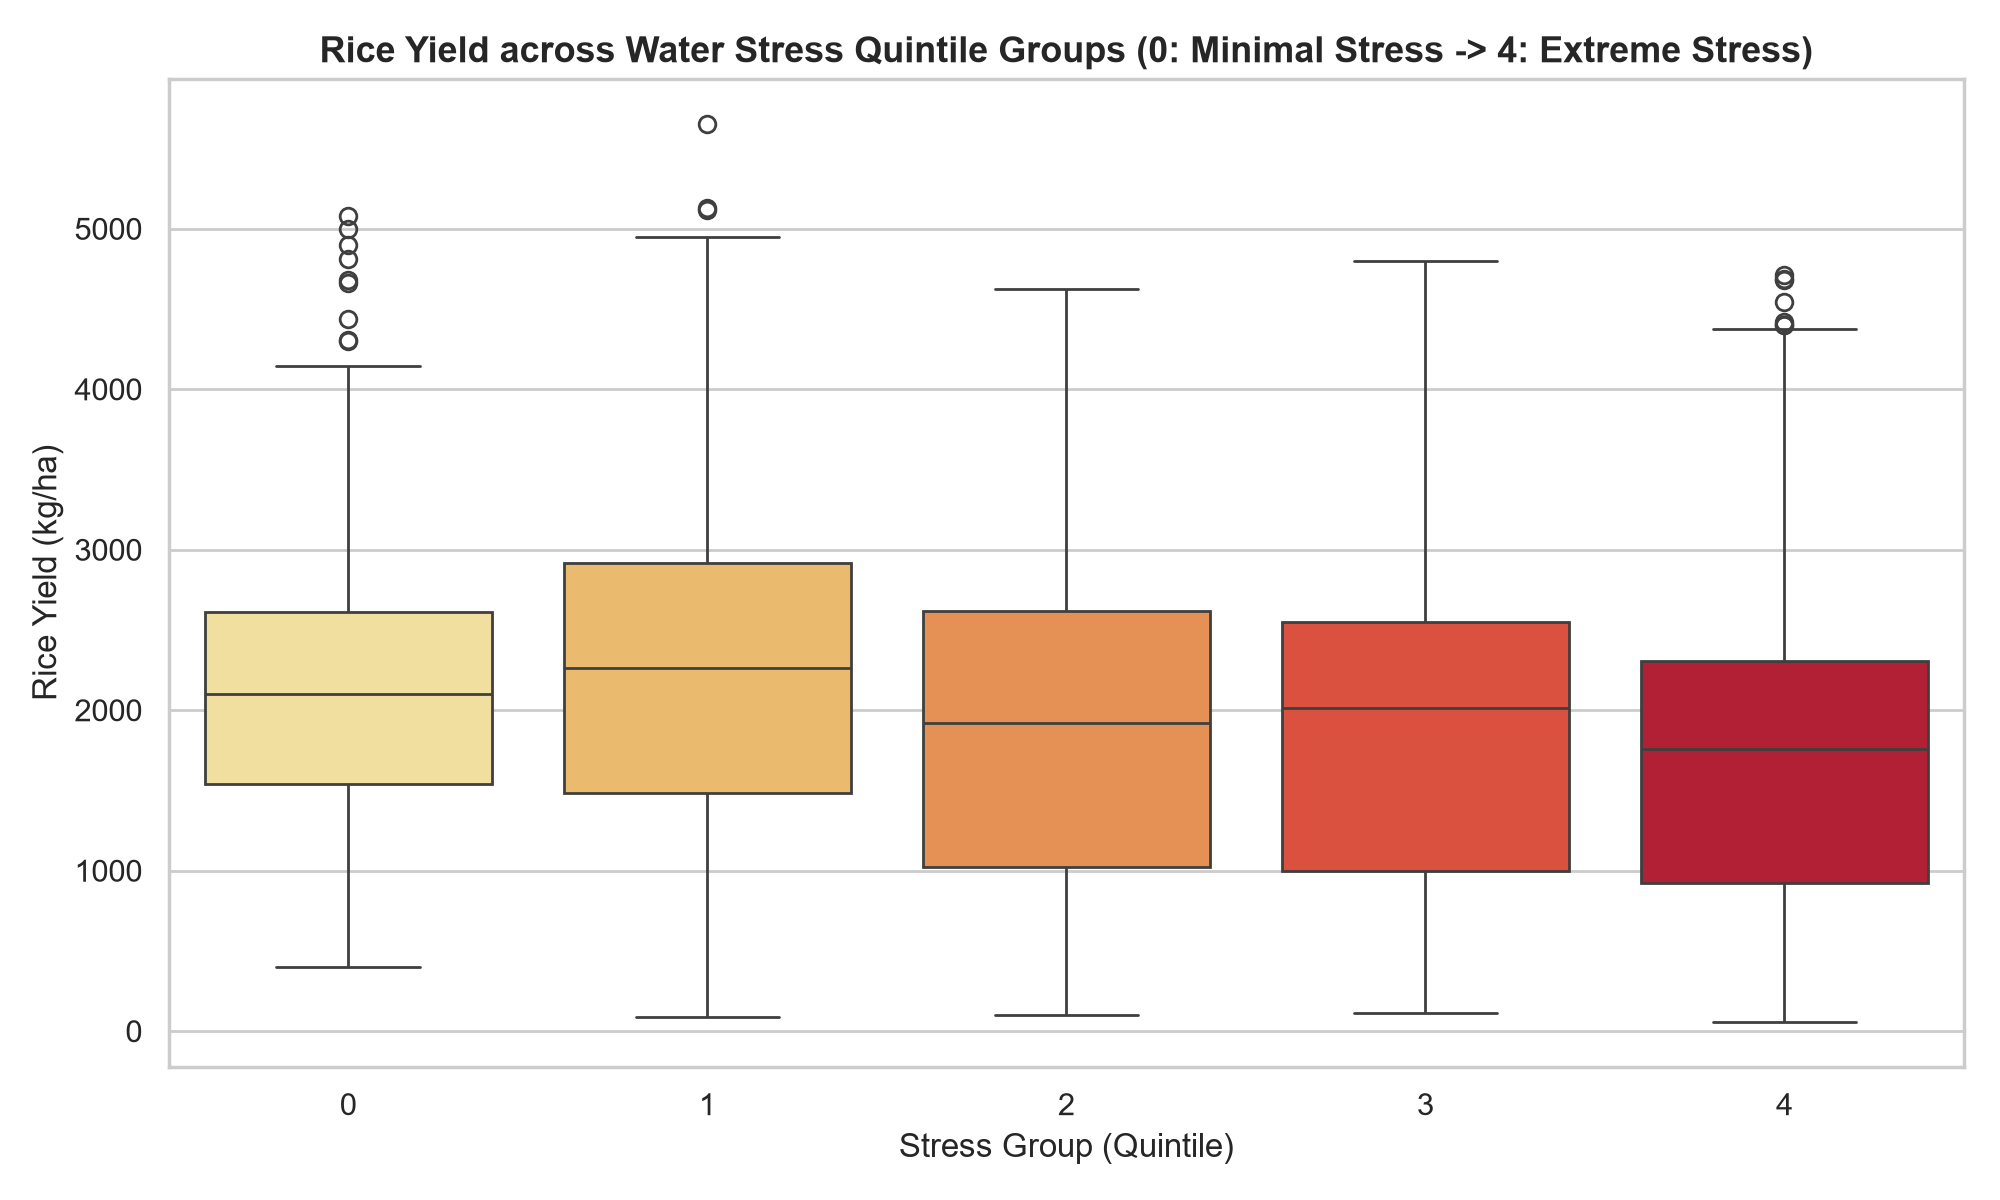 Rice Yield across Water Stress Quintile Groups (0: Minimal Stress -> 4: Extreme Stress)
Rice Yield (kg/ha)
5000
4000
3000
2000
1000
0
0 1 2 3 4
Stress Group (Quintile)